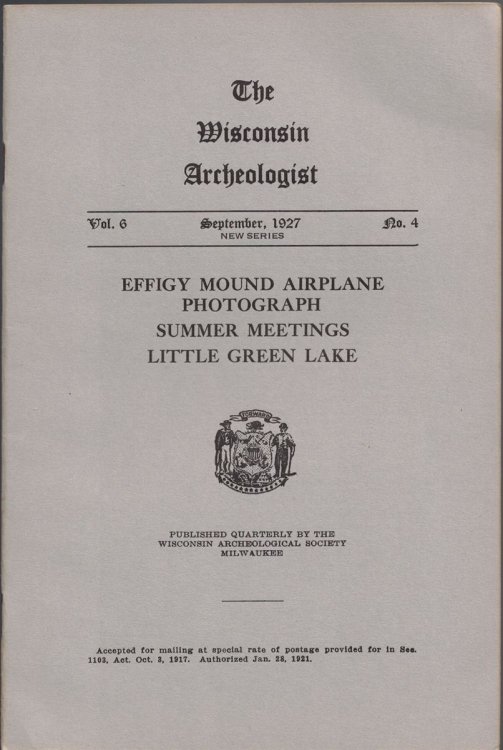 The
Wisconsin
Archeologist
Vol. 6 September, 1927 No. 4
NEW SERIES
EFFIGY MOUND AIRPLANE
PHOTOGRAPH
SUMMER MEETINGS
LITTLE GREEN LAKE
FORWARD
PUBLISHED QUARTERLY BY THE
WISCONSIN ARCHEOLOGICAL SOCIETY
MILWAUKEE
Accepted for mailing at special rate of postage provided for in Sec.
1103, Act. Oct. 3, 1917. Authorized Jan. 28, 1921.